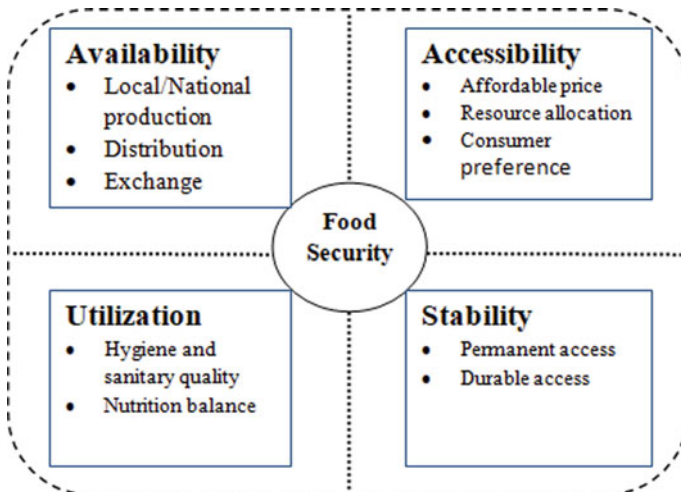 Availability
• Local/National
production
• Distribution
• Exchange
Accessibility
• Affordable price
• Resource allocation
• Consumer
preference
Food
Security
Utilization
• Hygiene and
sanitary quality
• Nutrition balance
Stability
• Permanent access
• Durable access